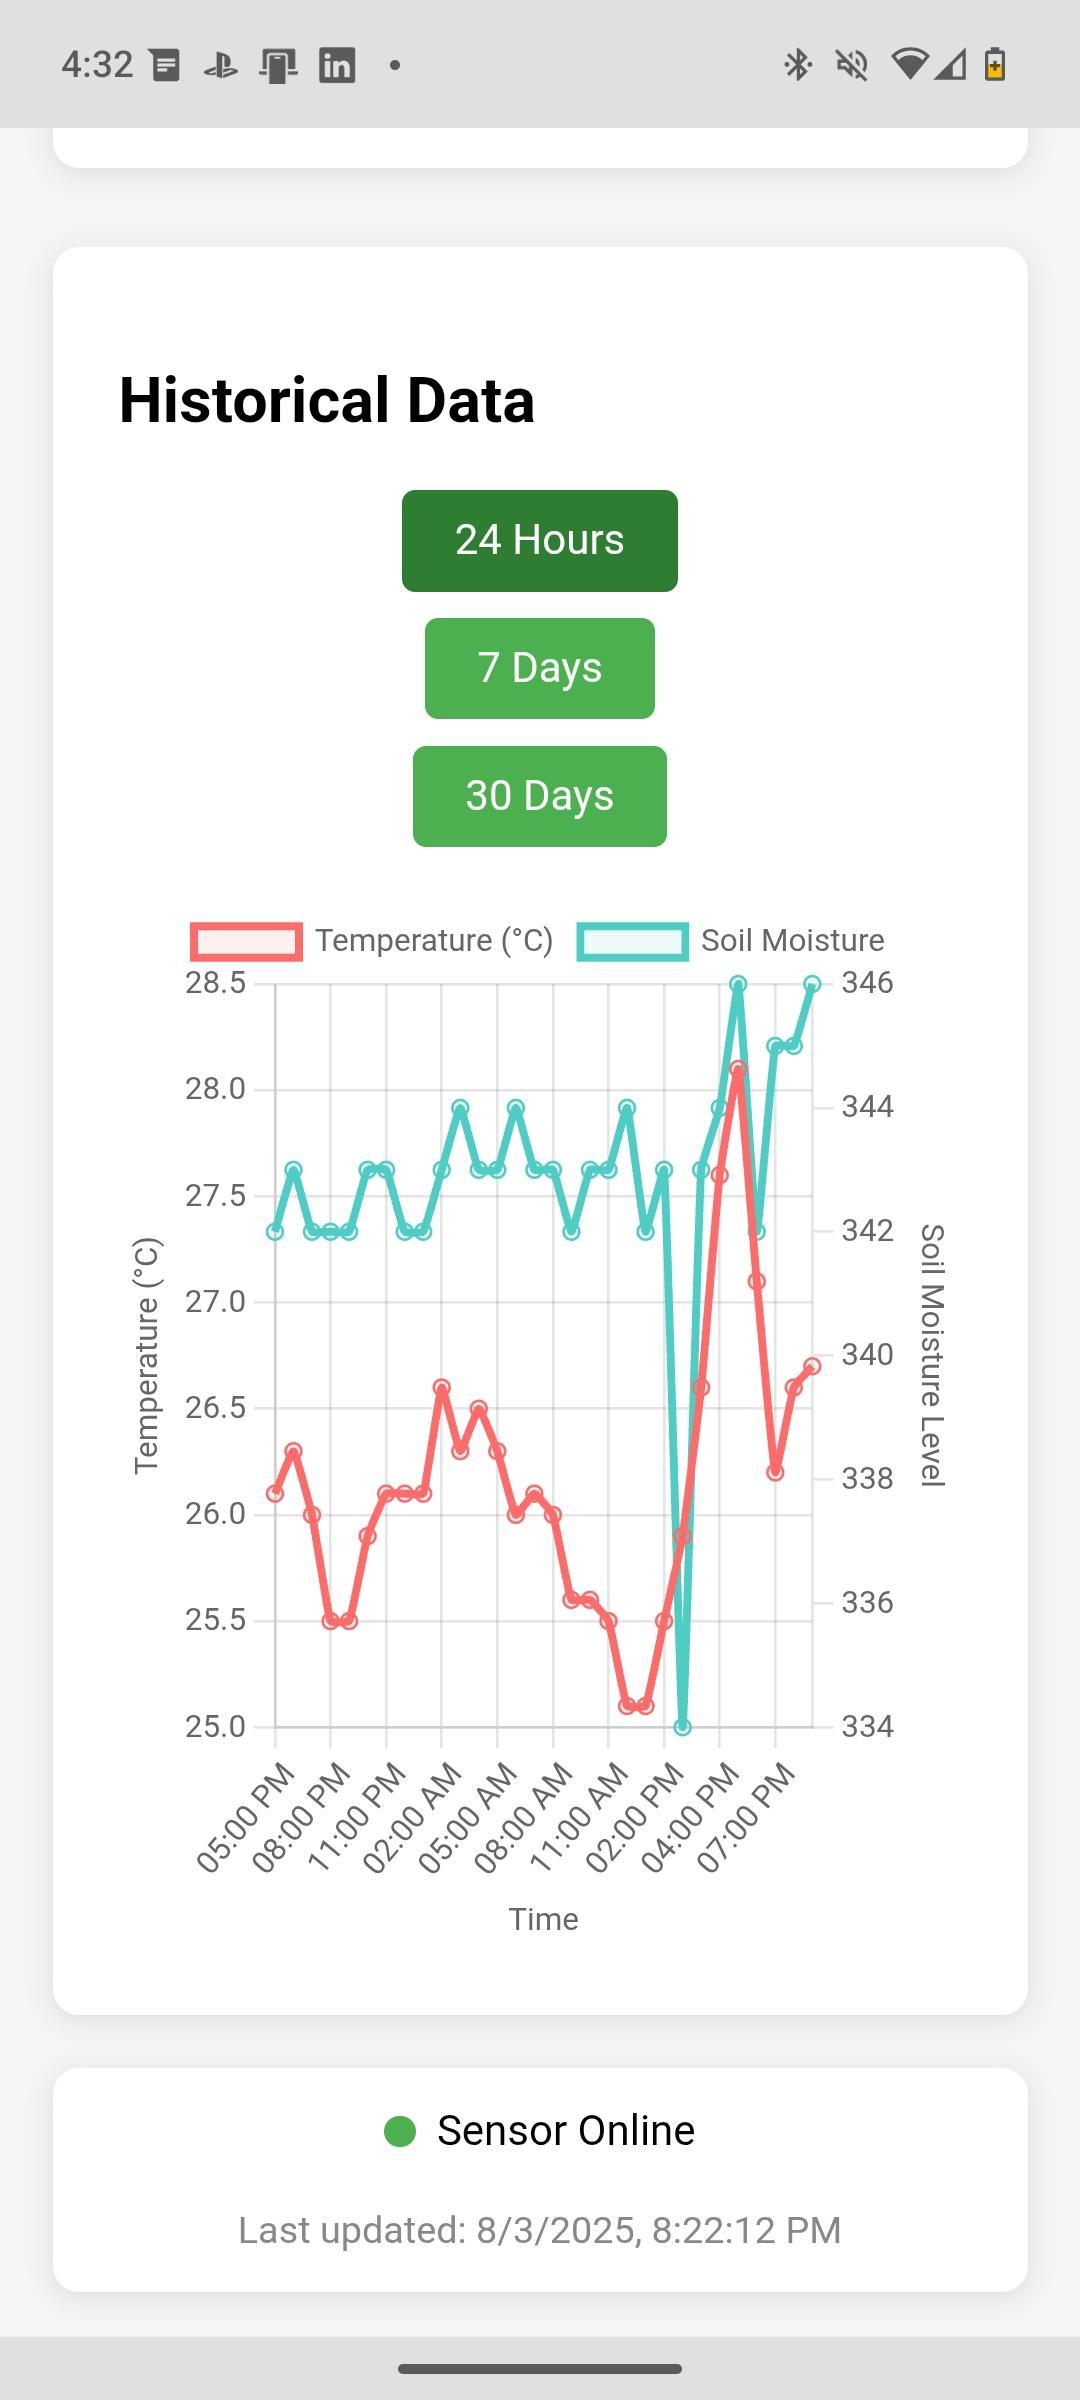 4:32
Historical Data
24 Hours
7 Days
30 Days
Temperature (°C) Soil Moisture
28.5 346
28.0 344
27.5 342
27.0 340
26.5 338
26.0 336
25.5 334
25.0
Temperature (°C)
Soil Moisture Level
05:00 PM 08:00 PM 11:00 PM 02:00 AM 05:00 AM 08:00 AM 11:00 AM 02:00 PM 04:00 PM 07:00 PM
Time
Sensor Online
Last updated: 8/3/2025, 8:22:12 PM